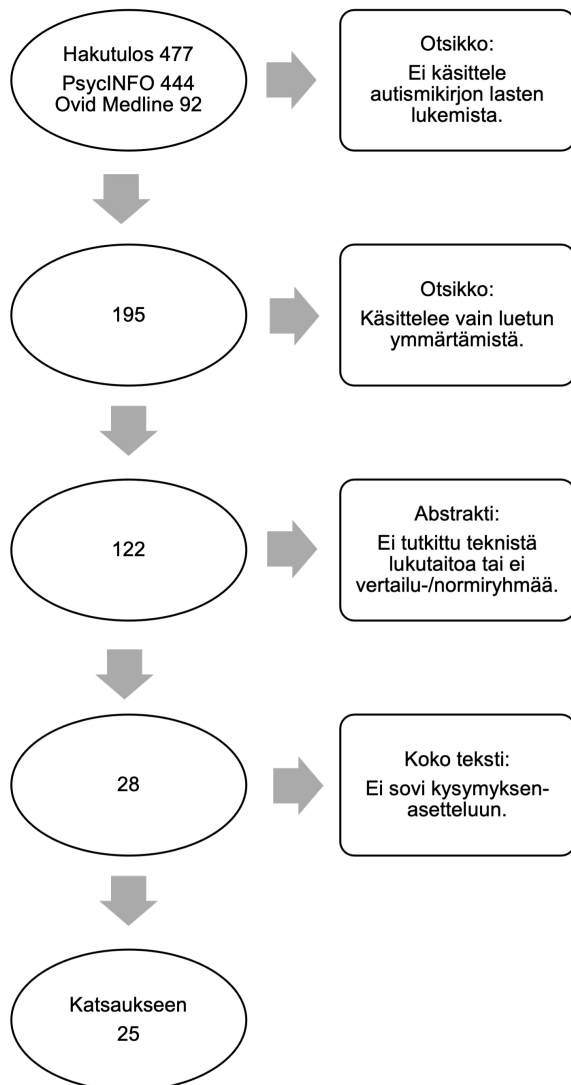 Hakutulos 477
PsycINFO 444
Ovid Medline 92
Otsikko:
Ei käsittele
autismikirjon lasten
lukemista.
195
Otsikko:
Käsittelee vain luetun
ymmärtämistä.
122
Abstrakti:
Ei tutkittu teknistä
lukutaitoa tai ei
vertailu-/normiryhmää.
28
Koko teksti:
Ei sovi kysymyksen-
asetteluun.
Katsaukseen
25